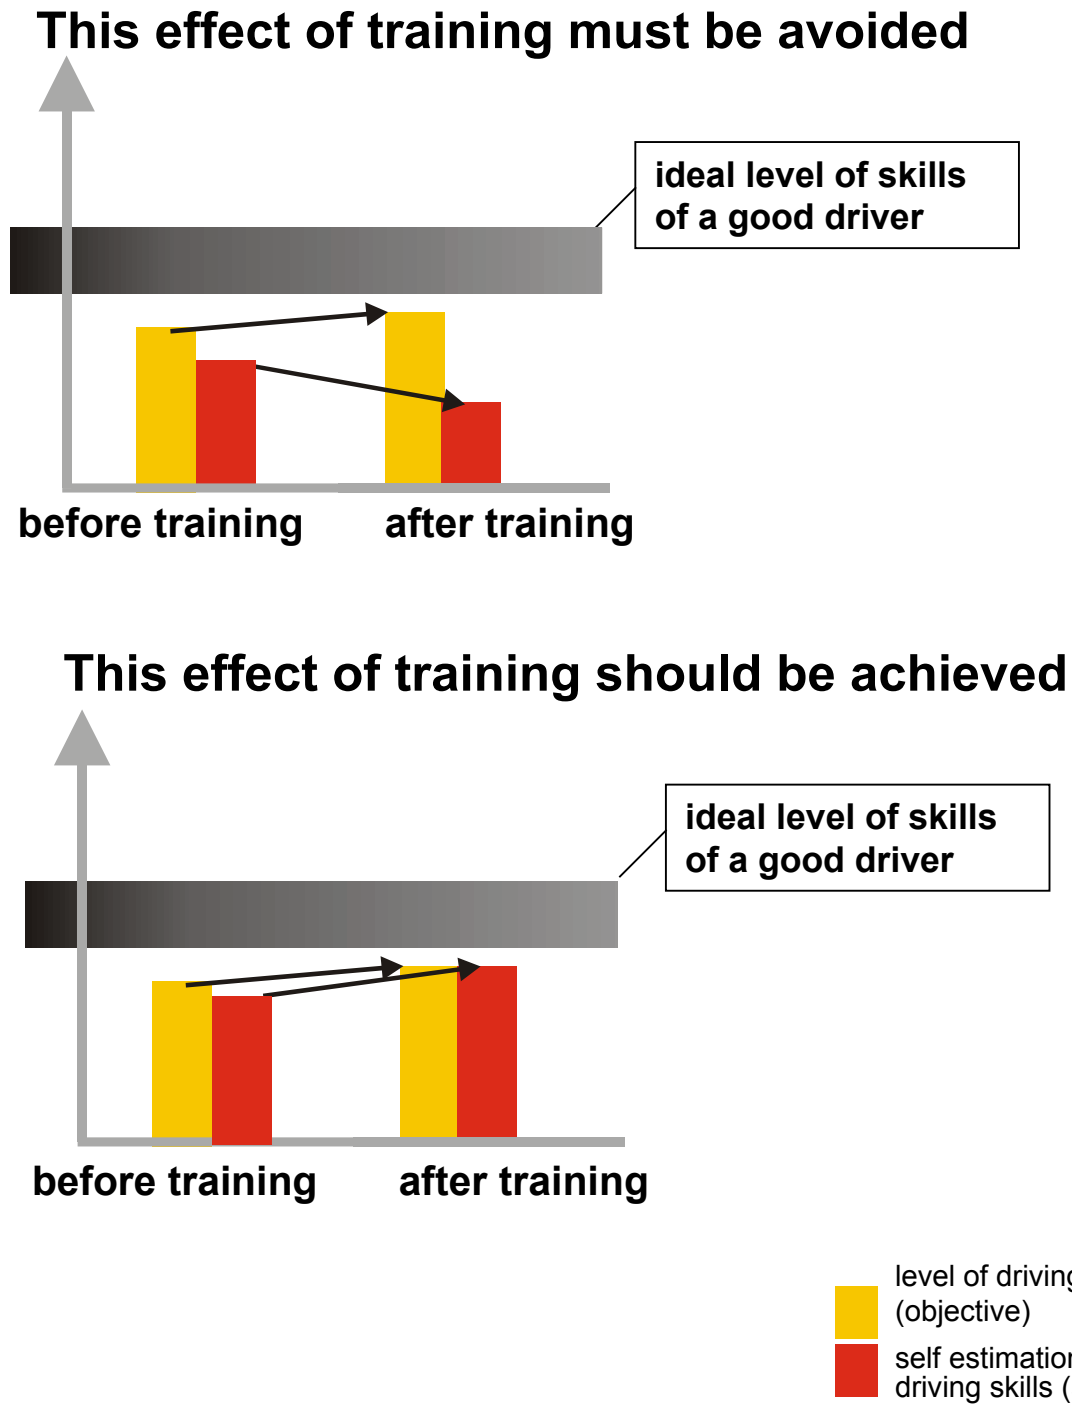 This effect of training must be avoided
ideal level of skills
of a good driver
before training after training
This effect of training should be achieved
ideal level of skills
of a good driver
before training after training
level of driving
(objective)
self estimation
driving skills (